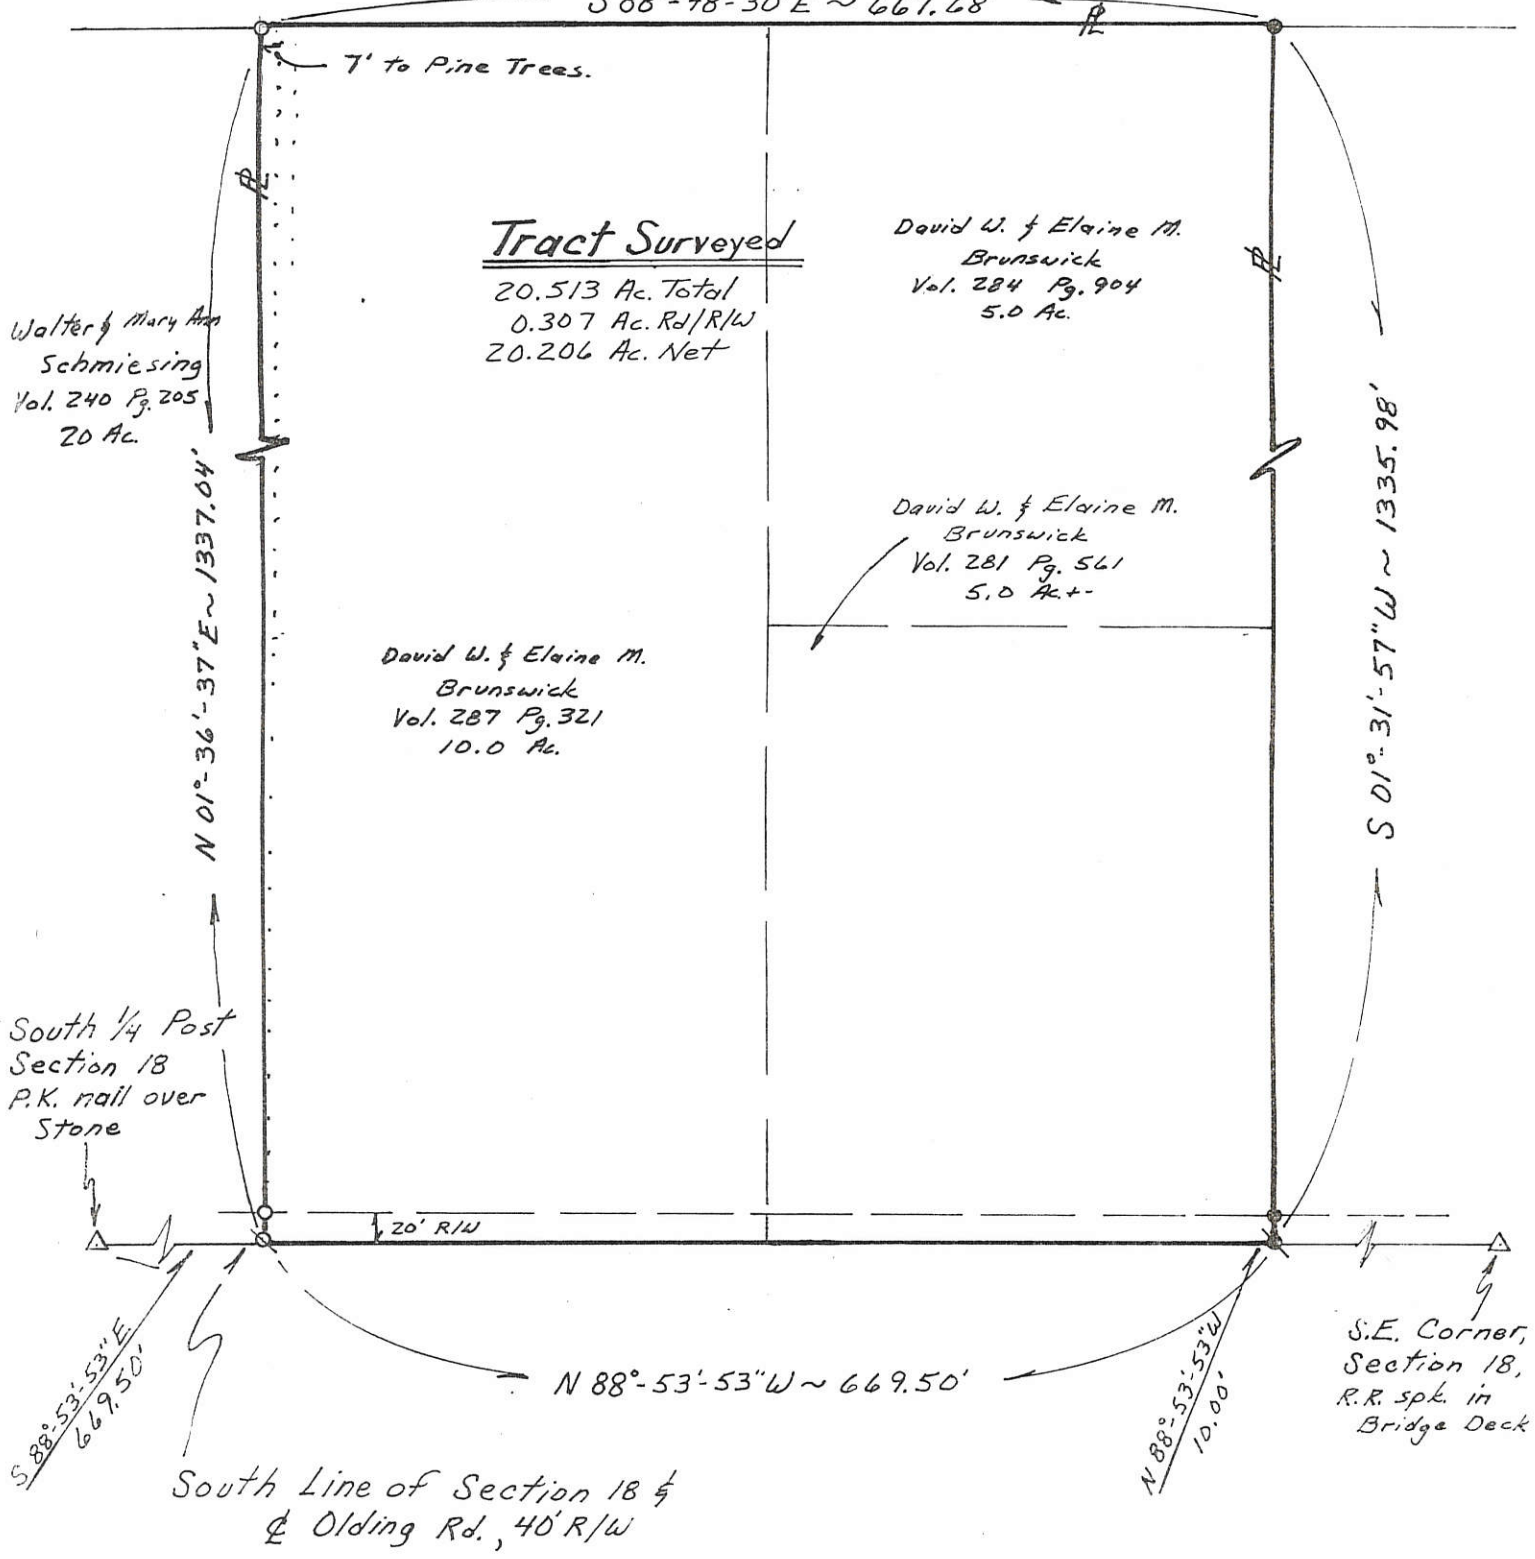 S 88°-48'-30"E ~ 667.68'
PL
7' to Pine Trees.
PL
Tract Surveyed
20.513 Ac. Total
0.307 Ac. Rd/R/W
20.206 Ac. Net
David W. & Elaine M.
Brunswick
Vol. 284 Pg. 904
5.0 Ac.
PL
Walter & Mary Ann
Schmiesing
Vol. 240 Pg. 205
20 Ac.
N 01°-36'-37"E ~ 1337.04'
S 01°-31'-57"W ~ 1335.98'
David W. & Elaine M.
Brunswick
Vol. 281 Pg. 561
5.0 Ac.+-
David W. & Elaine M.
Brunswick
Vol. 287 Pg. 321
10.0 Ac.
South 1/4 Post
Section 18
P.K. nail over
Stone
20' R/W
S 88°-53'-53"E
669.50'
N 88°-53'-53"W ~ 669.50'
N 88°-53'-53"W
10.00'
S.E. Corner,
Section 18,
R.R. spk. in
Bridge Deck
South Line of Section 18 &
℄ Olding Rd., 40' R/W